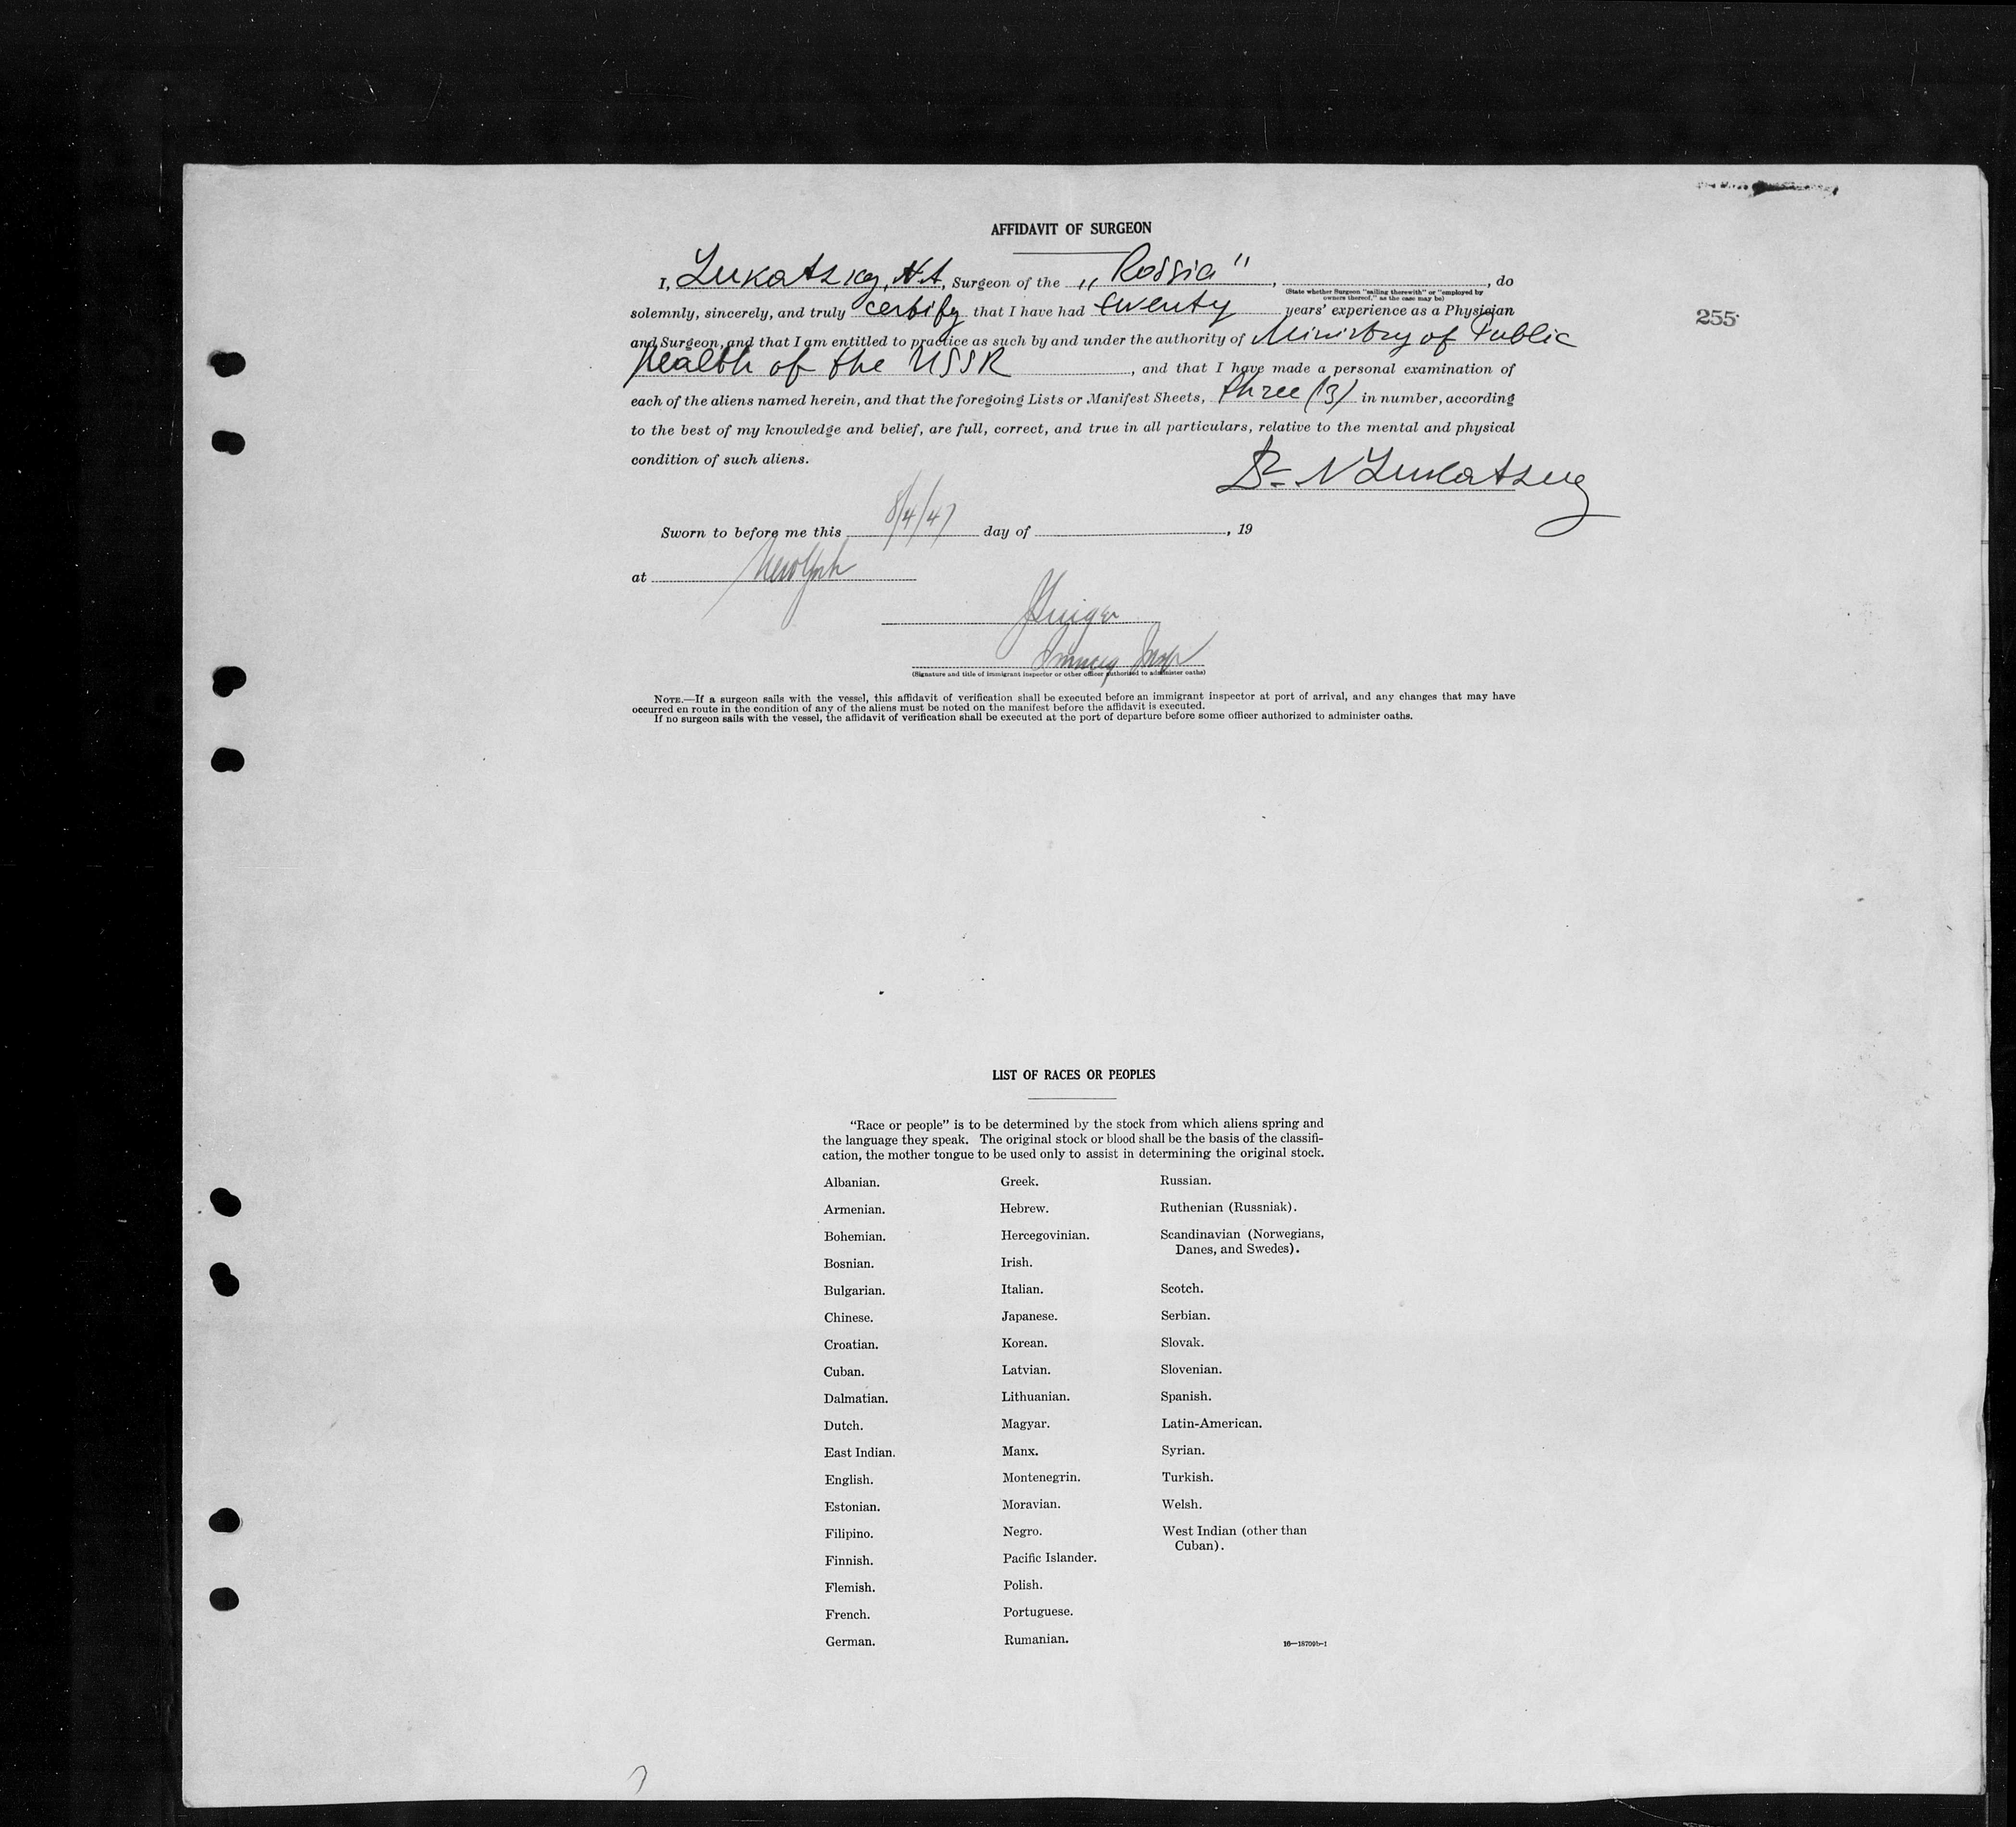 AFFIDAVIT OF SURGEON
I, Lukatsky, N.A., Surgeon of the „Rossia", , do
(State whether Surgeon "sailing therewith" or "employed by
owners thereof," as the case may be)
solemnly, sincerely, and truly certify that I have had twenty years' experience as a Physician
255
and Surgeon, and that I am entitled to practice as such by and under the authority of Ministry of Public
Health of the USSR, and that I have made a personal examination of
each of the aliens named herein, and that the foregoing Lists or Manifest Sheets, three (3) in number, according
to the best of my knowledge and belief, are full, correct, and true in all particulars, relative to the mental and physical
condition of such aliens.
Dr. N Lukatsky
Sworn to before me this 8/4/47 day of , 19
at New York
Immig Insp
(Signature and title of immigrant inspector or other officer authorized to administer oaths)
NOTE.—If a surgeon sails with the vessel, this affidavit of verification shall be executed before an immigrant inspector at port of arrival, and any changes that may have
occurred en route in the condition of any of the aliens must be noted on the manifest before the affidavit is executed.
If no surgeon sails with the vessel, the affidavit of verification shall be executed at the port of departure before some officer authorized to administer oaths.
LIST OF RACES OR PEOPLES
"Race or people" is to be determined by the stock from which aliens spring and
the language they speak. The original stock or blood shall be the basis of the classifi-
cation, the mother tongue to be used only to assist in determining the original stock.
Albanian.
Armenian.
Bohemian.
Bosnian.
Bulgarian.
Chinese.
Croatian.
Cuban.
Dalmatian.
Dutch.
East Indian.
English.
Estonian.
Filipino.
Finnish.
Flemish.
French.
German.
Greek.
Hebrew.
Hercegovinian.
Irish.
Italian.
Japanese.
Korean.
Latvian.
Lithuanian.
Magyar.
Manx.
Montenegrin.
Moravian.
Negro.
Pacific Islander.
Polish.
Portuguese.
Rumanian.
Russian.
Ruthenian (Russniak).
Scandinavian (Norwegians,
Danes, and Swedes).
Scotch.
Serbian.
Slovak.
Slovenian.
Spanish.
Latin-American.
Syrian.
Turkish.
Welsh.
West Indian (other than
Cuban).
16—18709b-1